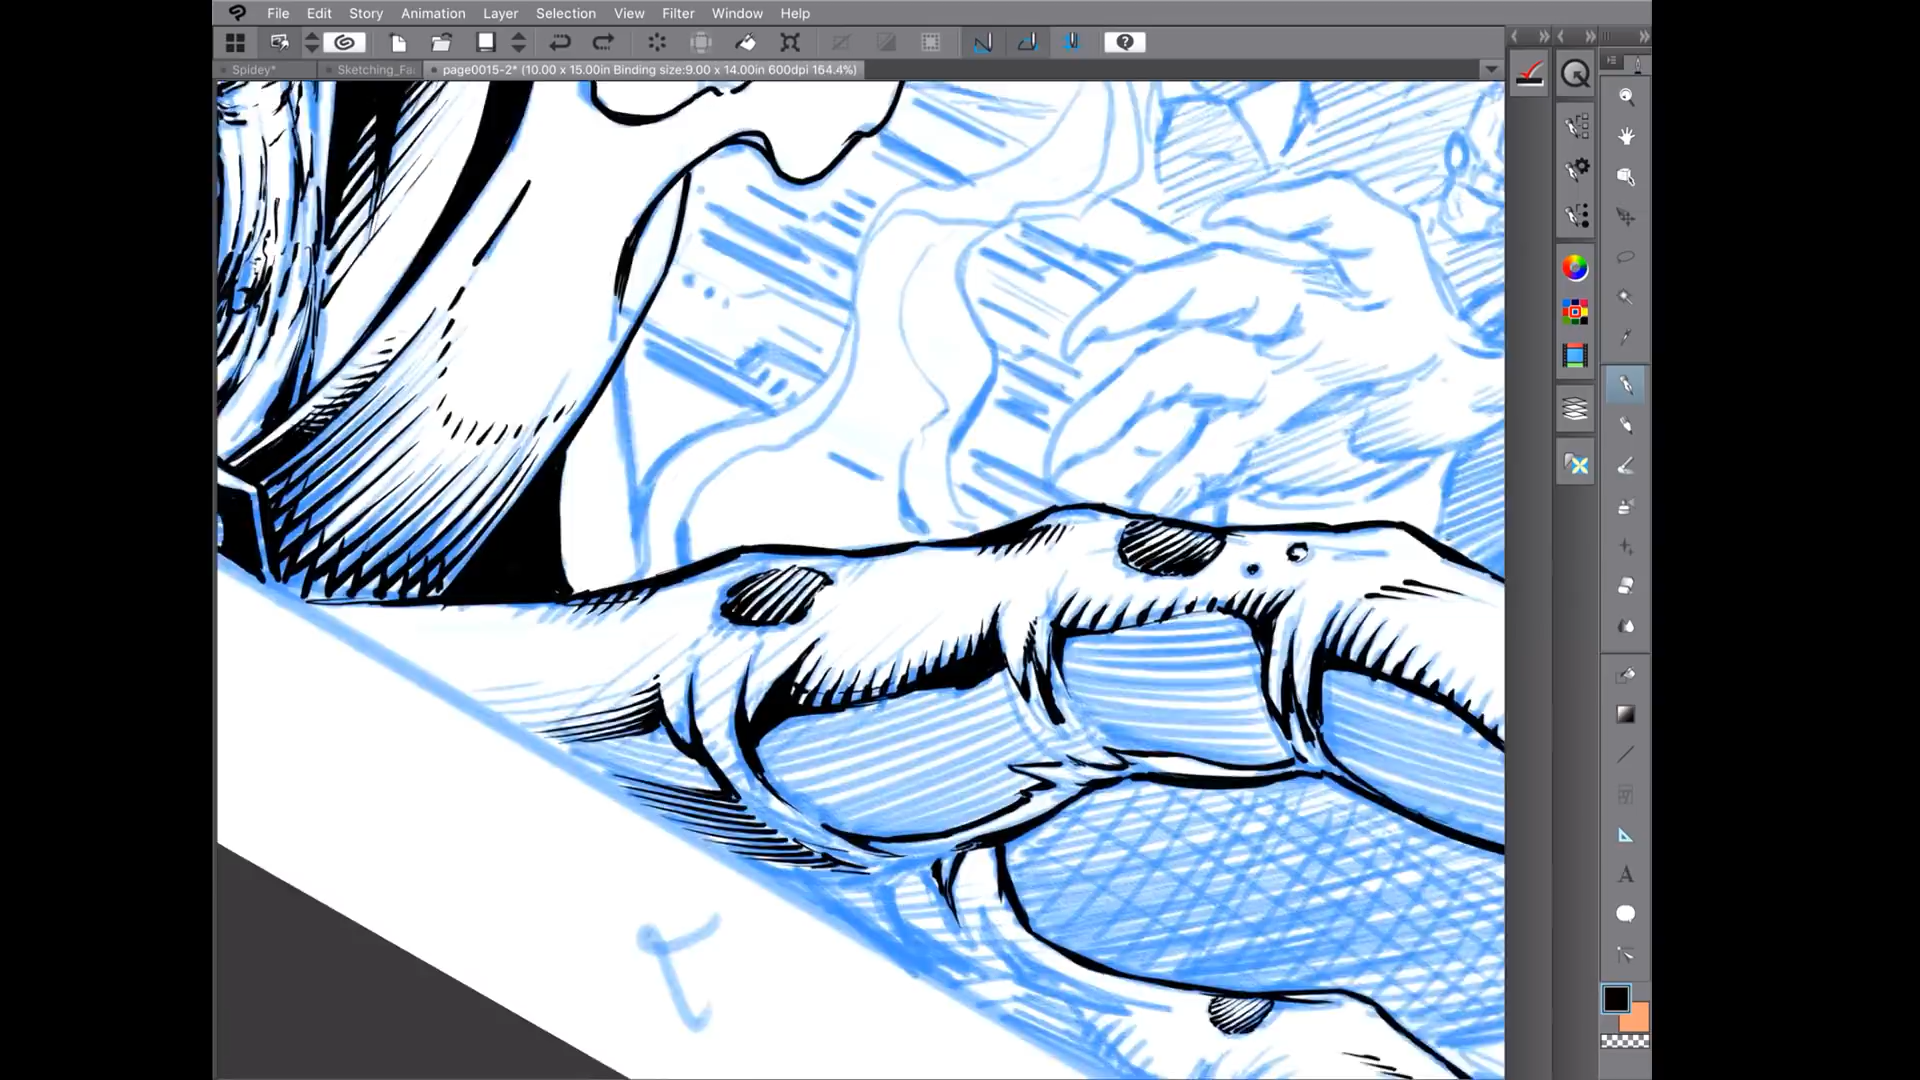 File Edit Story Animation Layer Selection View Filter Window Help
Spidey* Sketching_Fa page0015-2* (10.00 x 15.00in Binding size:9.00 x 14.00in 600dpi 164.4%)